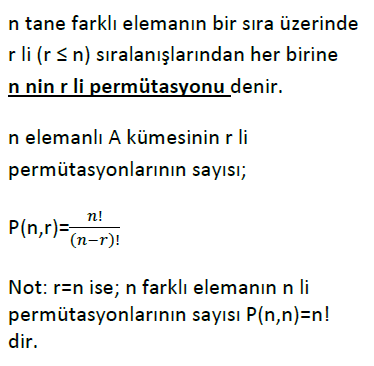 n tane farklı elemanın bir sıra üzerinde
r li (r ≤ n) sıralanışlarından her birine
n nin r li permütasyonu denir.
n elemanlı A kümesinin r li
permütasyonlarının sayısı;
P(n,r)=n!/(n−r)!
Not: r=n ise; n farklı elemanın n li
permütasyonlarının sayısı P(n,n)=n!
dir.